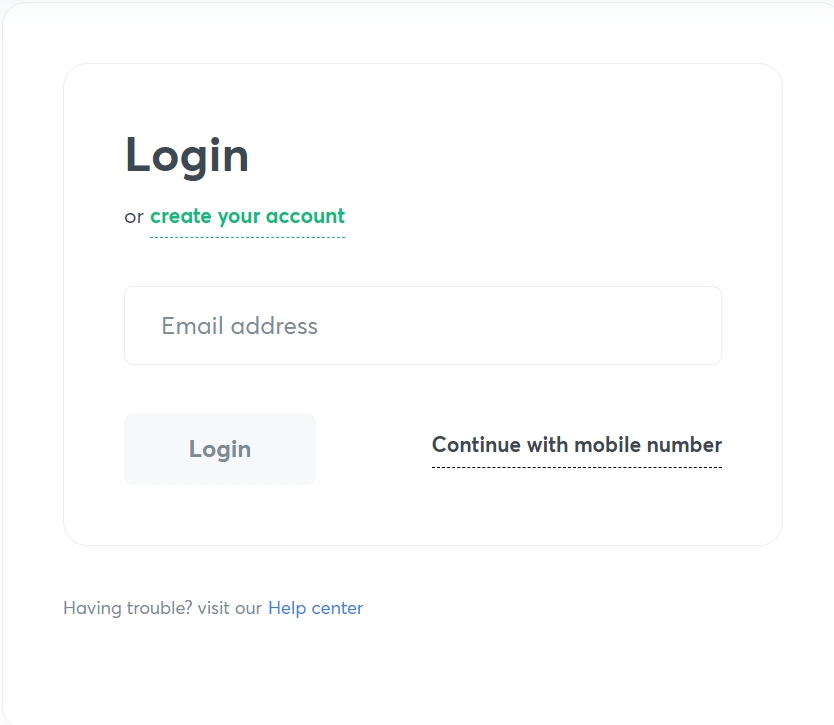 Login
or create your account
Email address
Login
Continue with mobile number
Having trouble? visit our Help center